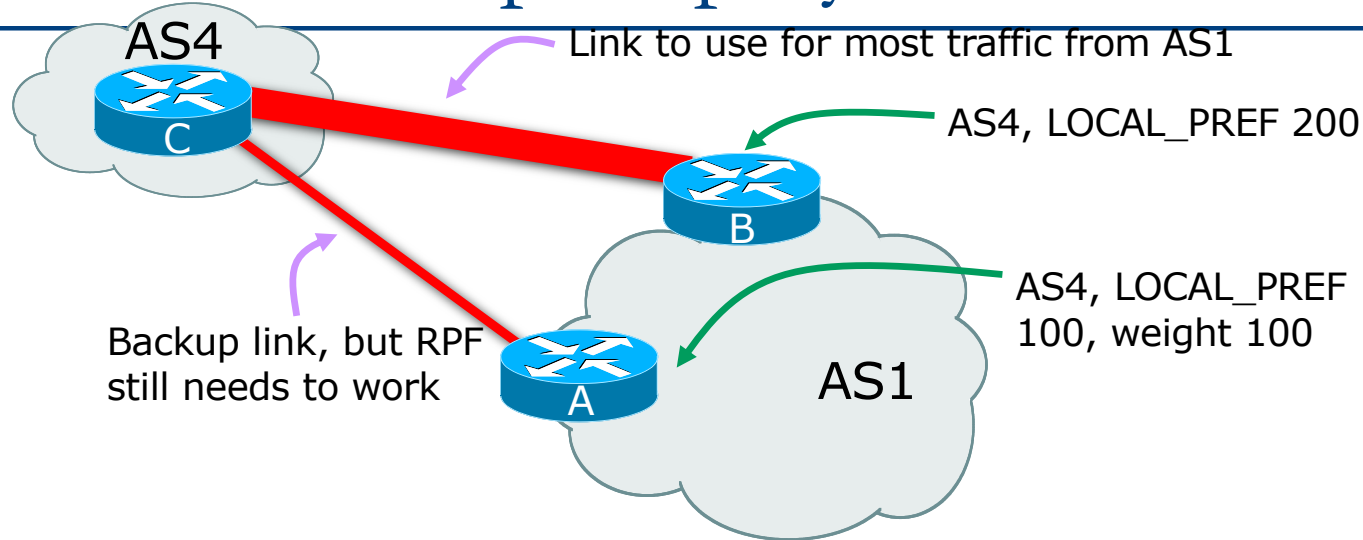 AS4
Link to use for most traffic from AS1
C
AS4, LOCAL_PREF 200
B
AS4, LOCAL_PREF
100, weight 100
Backup link, but RPF
still needs to work
A
AS1